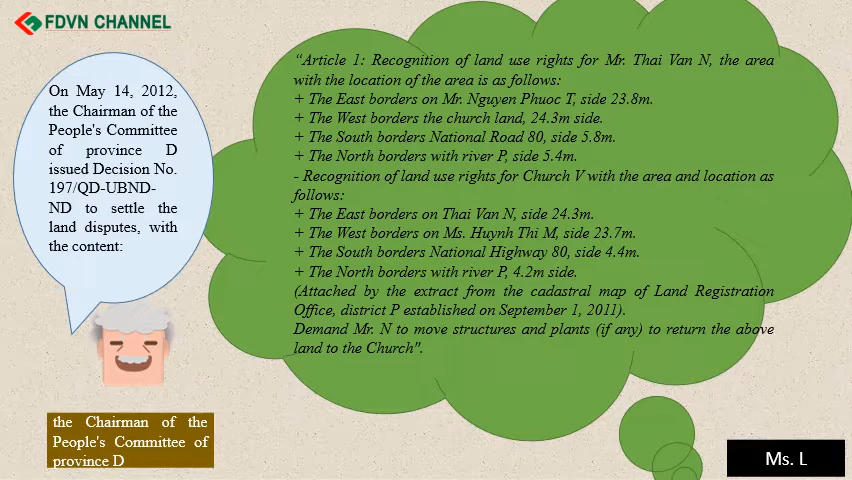 FDVN CHANNEL
On May 14, 2012,
the Chairman of the
People's Committee
of province D
issued Decision No.
197/QD-UBND-
ND to settle the
land disputes, with
the content:
“Article 1: Recognition of land use rights for Mr. Thai Van N, the area
with the location of the area is as follows:
+ The East borders on Mr. Nguyen Phuoc T, side 23.8m.
+ The West borders the church land, 24.3m side.
+ The South borders National Road 80, side 5.8m.
+ The North borders with river P, side 5.4m.
- Recognition of land use rights for Church V with the area and location as
follows:
+ The East borders on Thai Van N, side 24.3m.
+ The West borders on Ms. Huynh Thi M, side 23.7m.
+ The South borders National Highway 80, side 4.4m.
+ The North borders with river P, 4.2m side.
(Attached by the extract from the cadastral map of Land Registration
Office, district P established on September 1, 2011).
Demand Mr. N to move structures and plants (if any) to return the above
land to the Church".
the Chairman of the
People's Committee of
province D
Ms. L